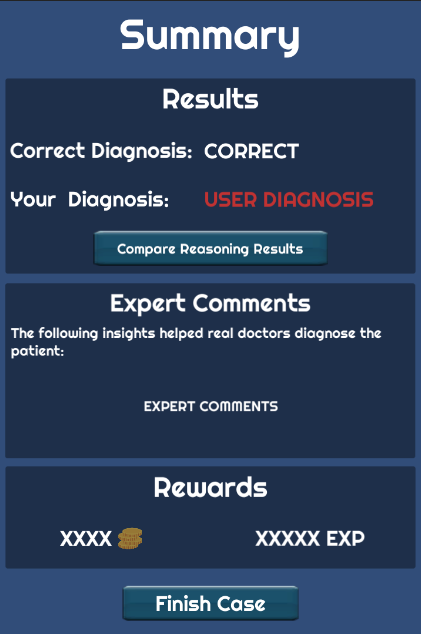 Summary
Results
Correct Diagnosis: CORRECT
Your Diagnosis: USER DIAGNOSIS
Compare Reasoning Results
Expert Comments
The following insights helped real doctors diagnose the
patient:
EXPERT COMMENTS
Rewards
XXXX XXXXX EXP
Finish Case